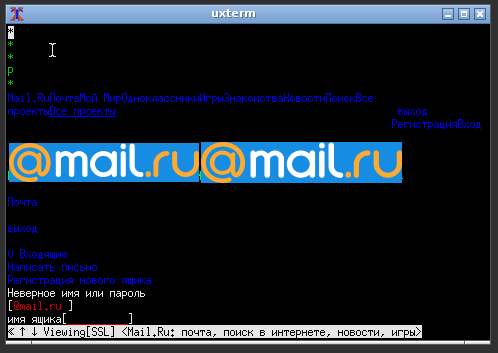 uxterm
*
*
*
p
*
Mail.RuПочтаМой МирОдноклассникиИгрыЗнакомстваНовостиПоискВсе
проектыВсе проекты
выход
РегистрацияВход
@mail.ru @mail.ru
Почта
выход
0 Входящие
Написать письмо
Регистрация нового ящика
Неверное имя или пароль
[@mail.ru ]
имя ящика[ ]
≪ ↑ ↓ Viewing[SSL] <Mail.Ru: почта, поиск в интернете, новости, игры>